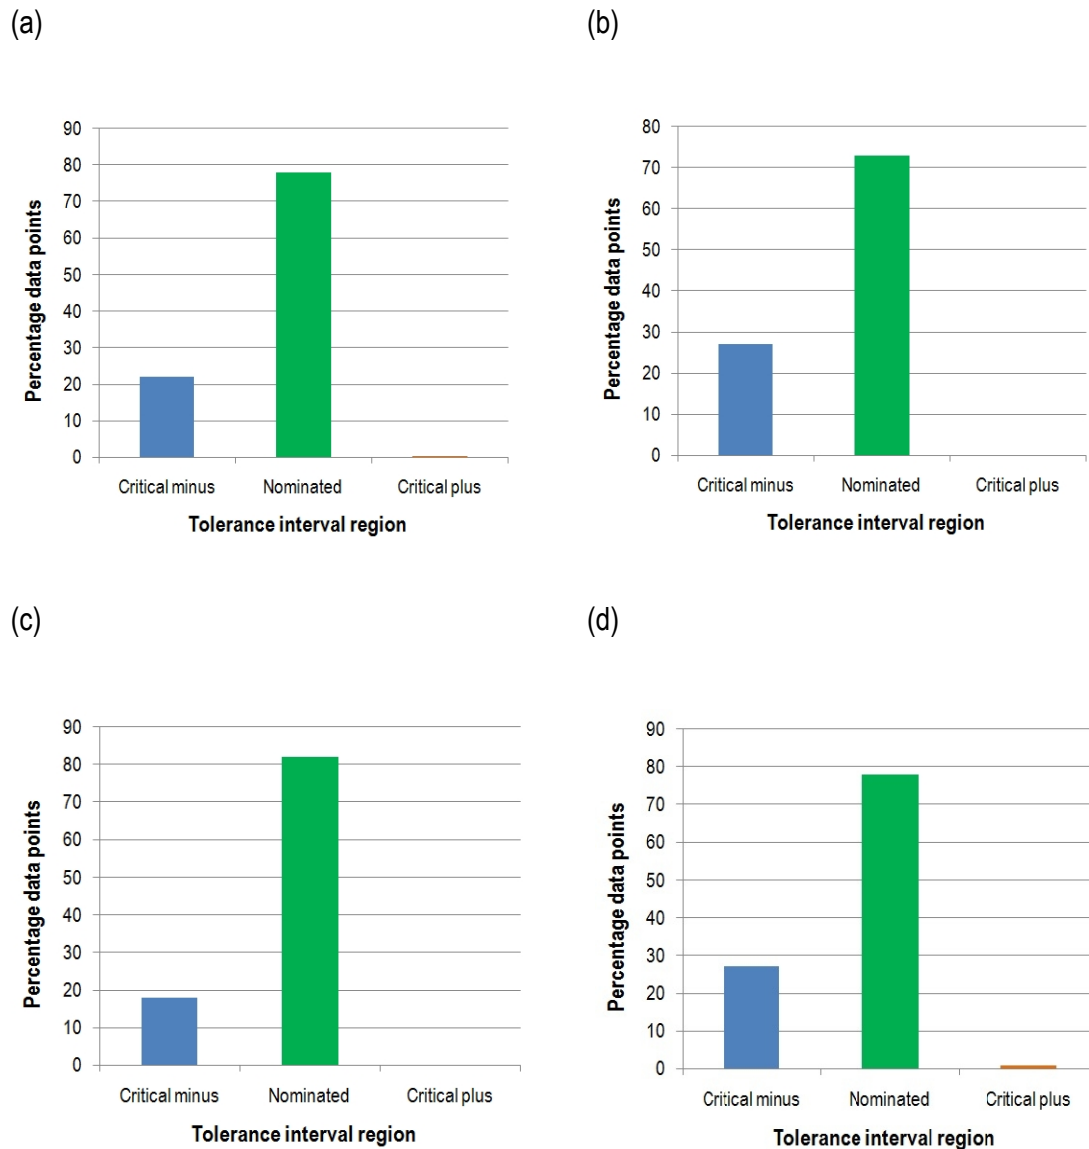 (a)
90
80
70
60
50
40
30
20
10
0
Percentage data points
Critical minus Nominated Critical plus
Tolerance interval region
(b)
80
70
60
50
40
30
20
10
0
Percentage data points
Critical minus Nominated Critical plus
Tolerance interval region
(c)
90
80
70
60
50
40
30
20
10
0
Percentage data points
Critical minus Nominated Critical plus
Tolerance interval region
(d)
90
80
70
60
50
40
30
20
10
0
Percentage data points
Critical minus Nominated Critical plus
Tolerance interval region